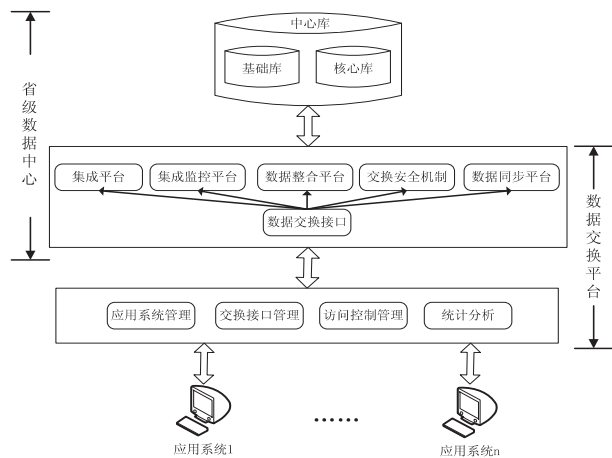 中心库
基础库 核心库
省级数据中心
集成平台 集成监控平台 数据整合平台 交换安全机制 数据同步平台
数据交换接口
数据交换平台
应用系统管理 交换接口管理 访问控制管理 统计分析
……
应用系统1 应用系统n